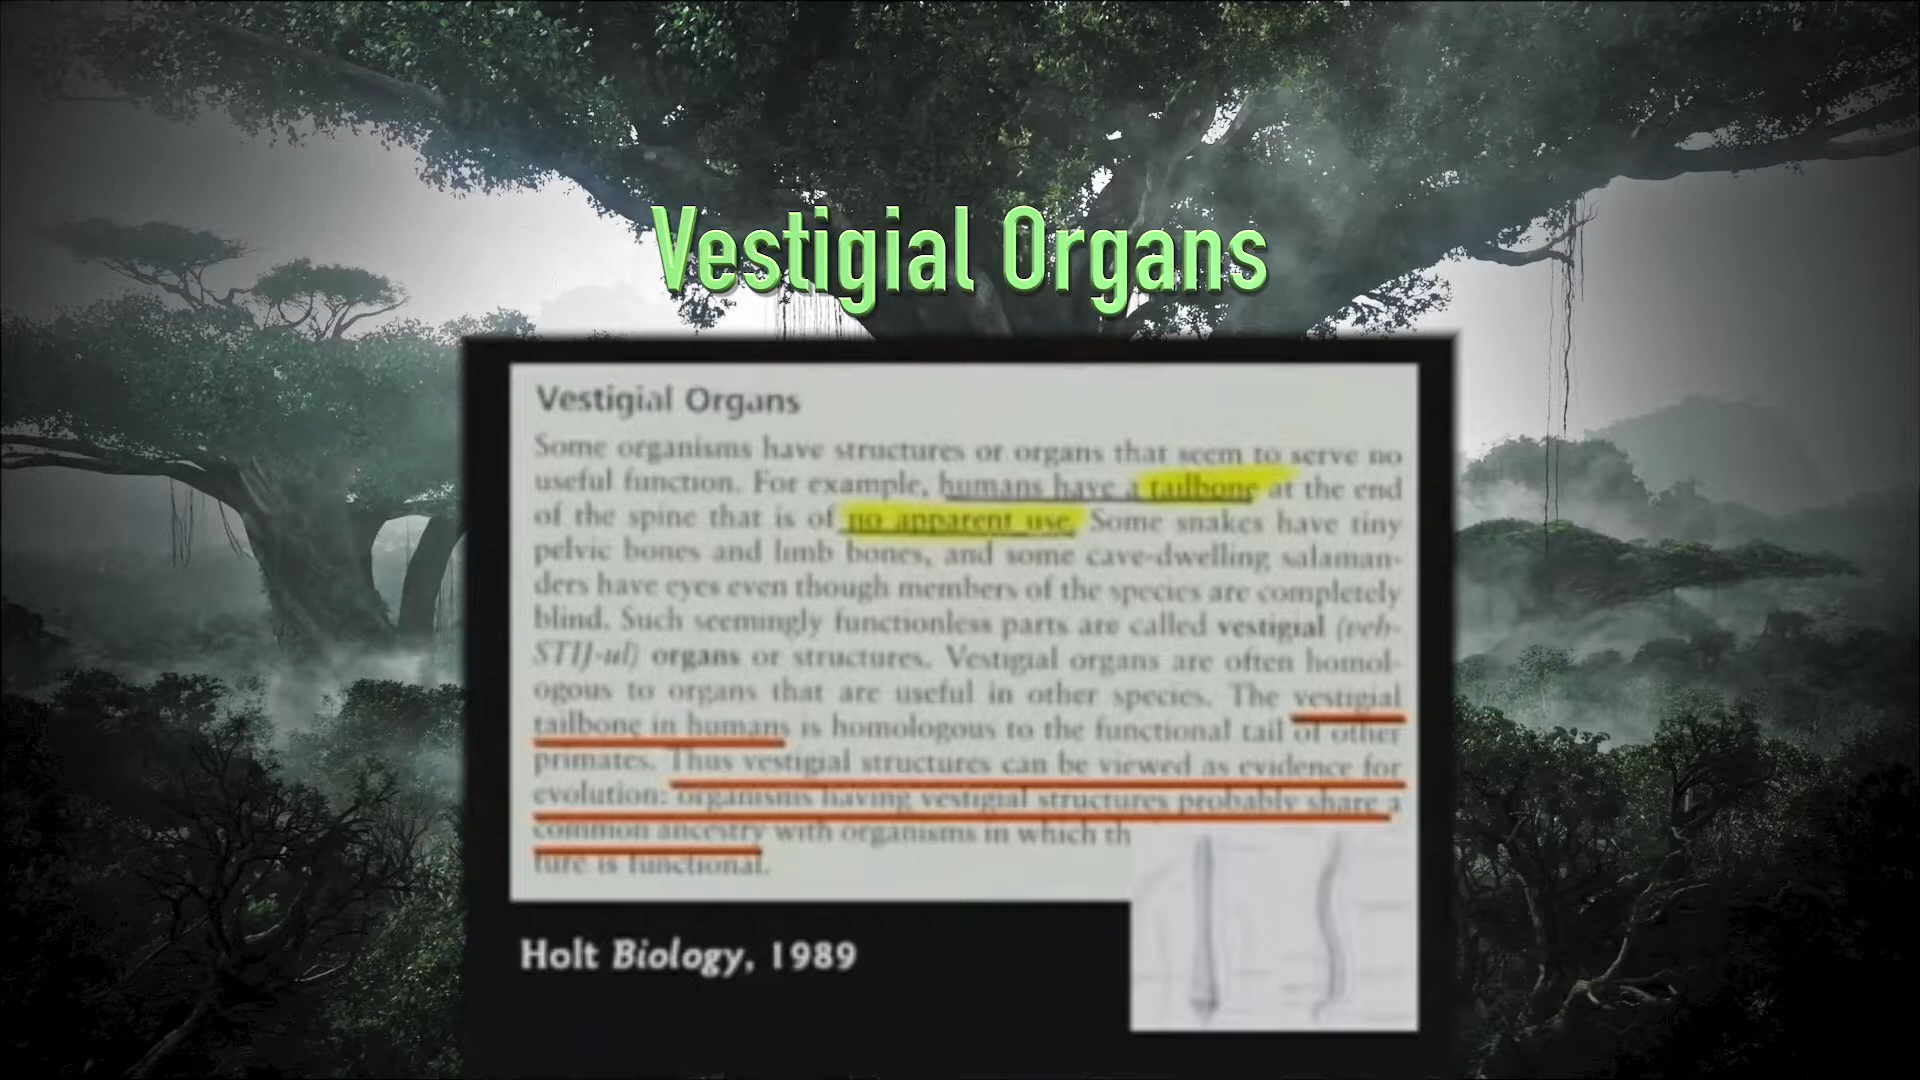 Vestigial Organs
Vestigial Organs
Some organisms have structures or organs that seem to serve no
useful function. For example, humans have a tailbone at the end
of the spine that is of no apparent use. Some snakes have tiny
pelvic bones and limb bones, and some cave-dwelling salaman-
ders have eyes even though members of the species are completely
blind. Such seemingly functionless parts are called vestigial (veh-
STIJ-ul) organs or structures. Vestigial organs are often homol-
ogous to organs that are useful in other species. The vestigial
tailbone in humans is homologous to the functional tail of other
primates. Thus vestigial structures can be viewed as evidence for
evolution: organisms having vestigial structures probably share a
common ancestry with organisms in which th
ture is functional.
Holt Biology, 1989